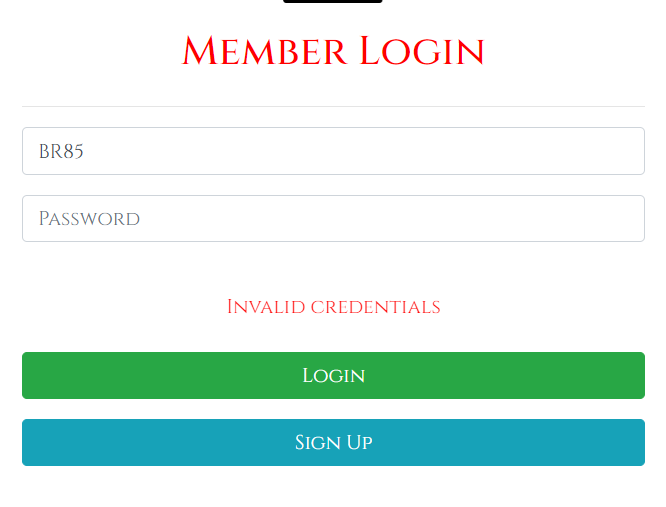 Member Login
BR85
Password
Invalid credentials
Login
Sign Up